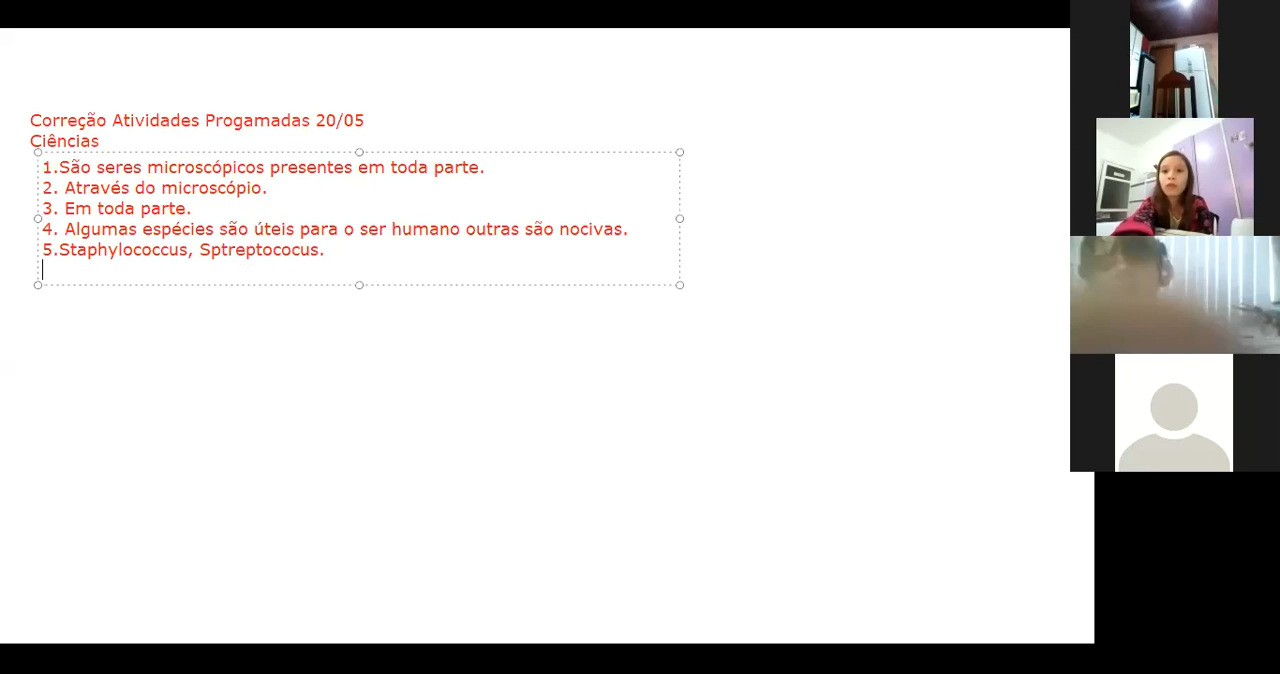 Correção Atividades Progamadas 20/05
Ciências
1.São seres microscópicos presentes em toda parte.
2. Através do microscópio.
3. Em toda parte.
4. Algumas espécies são úteis para o ser humano outras são nocivas.
5.Staphylococcus, Sptreptococus.